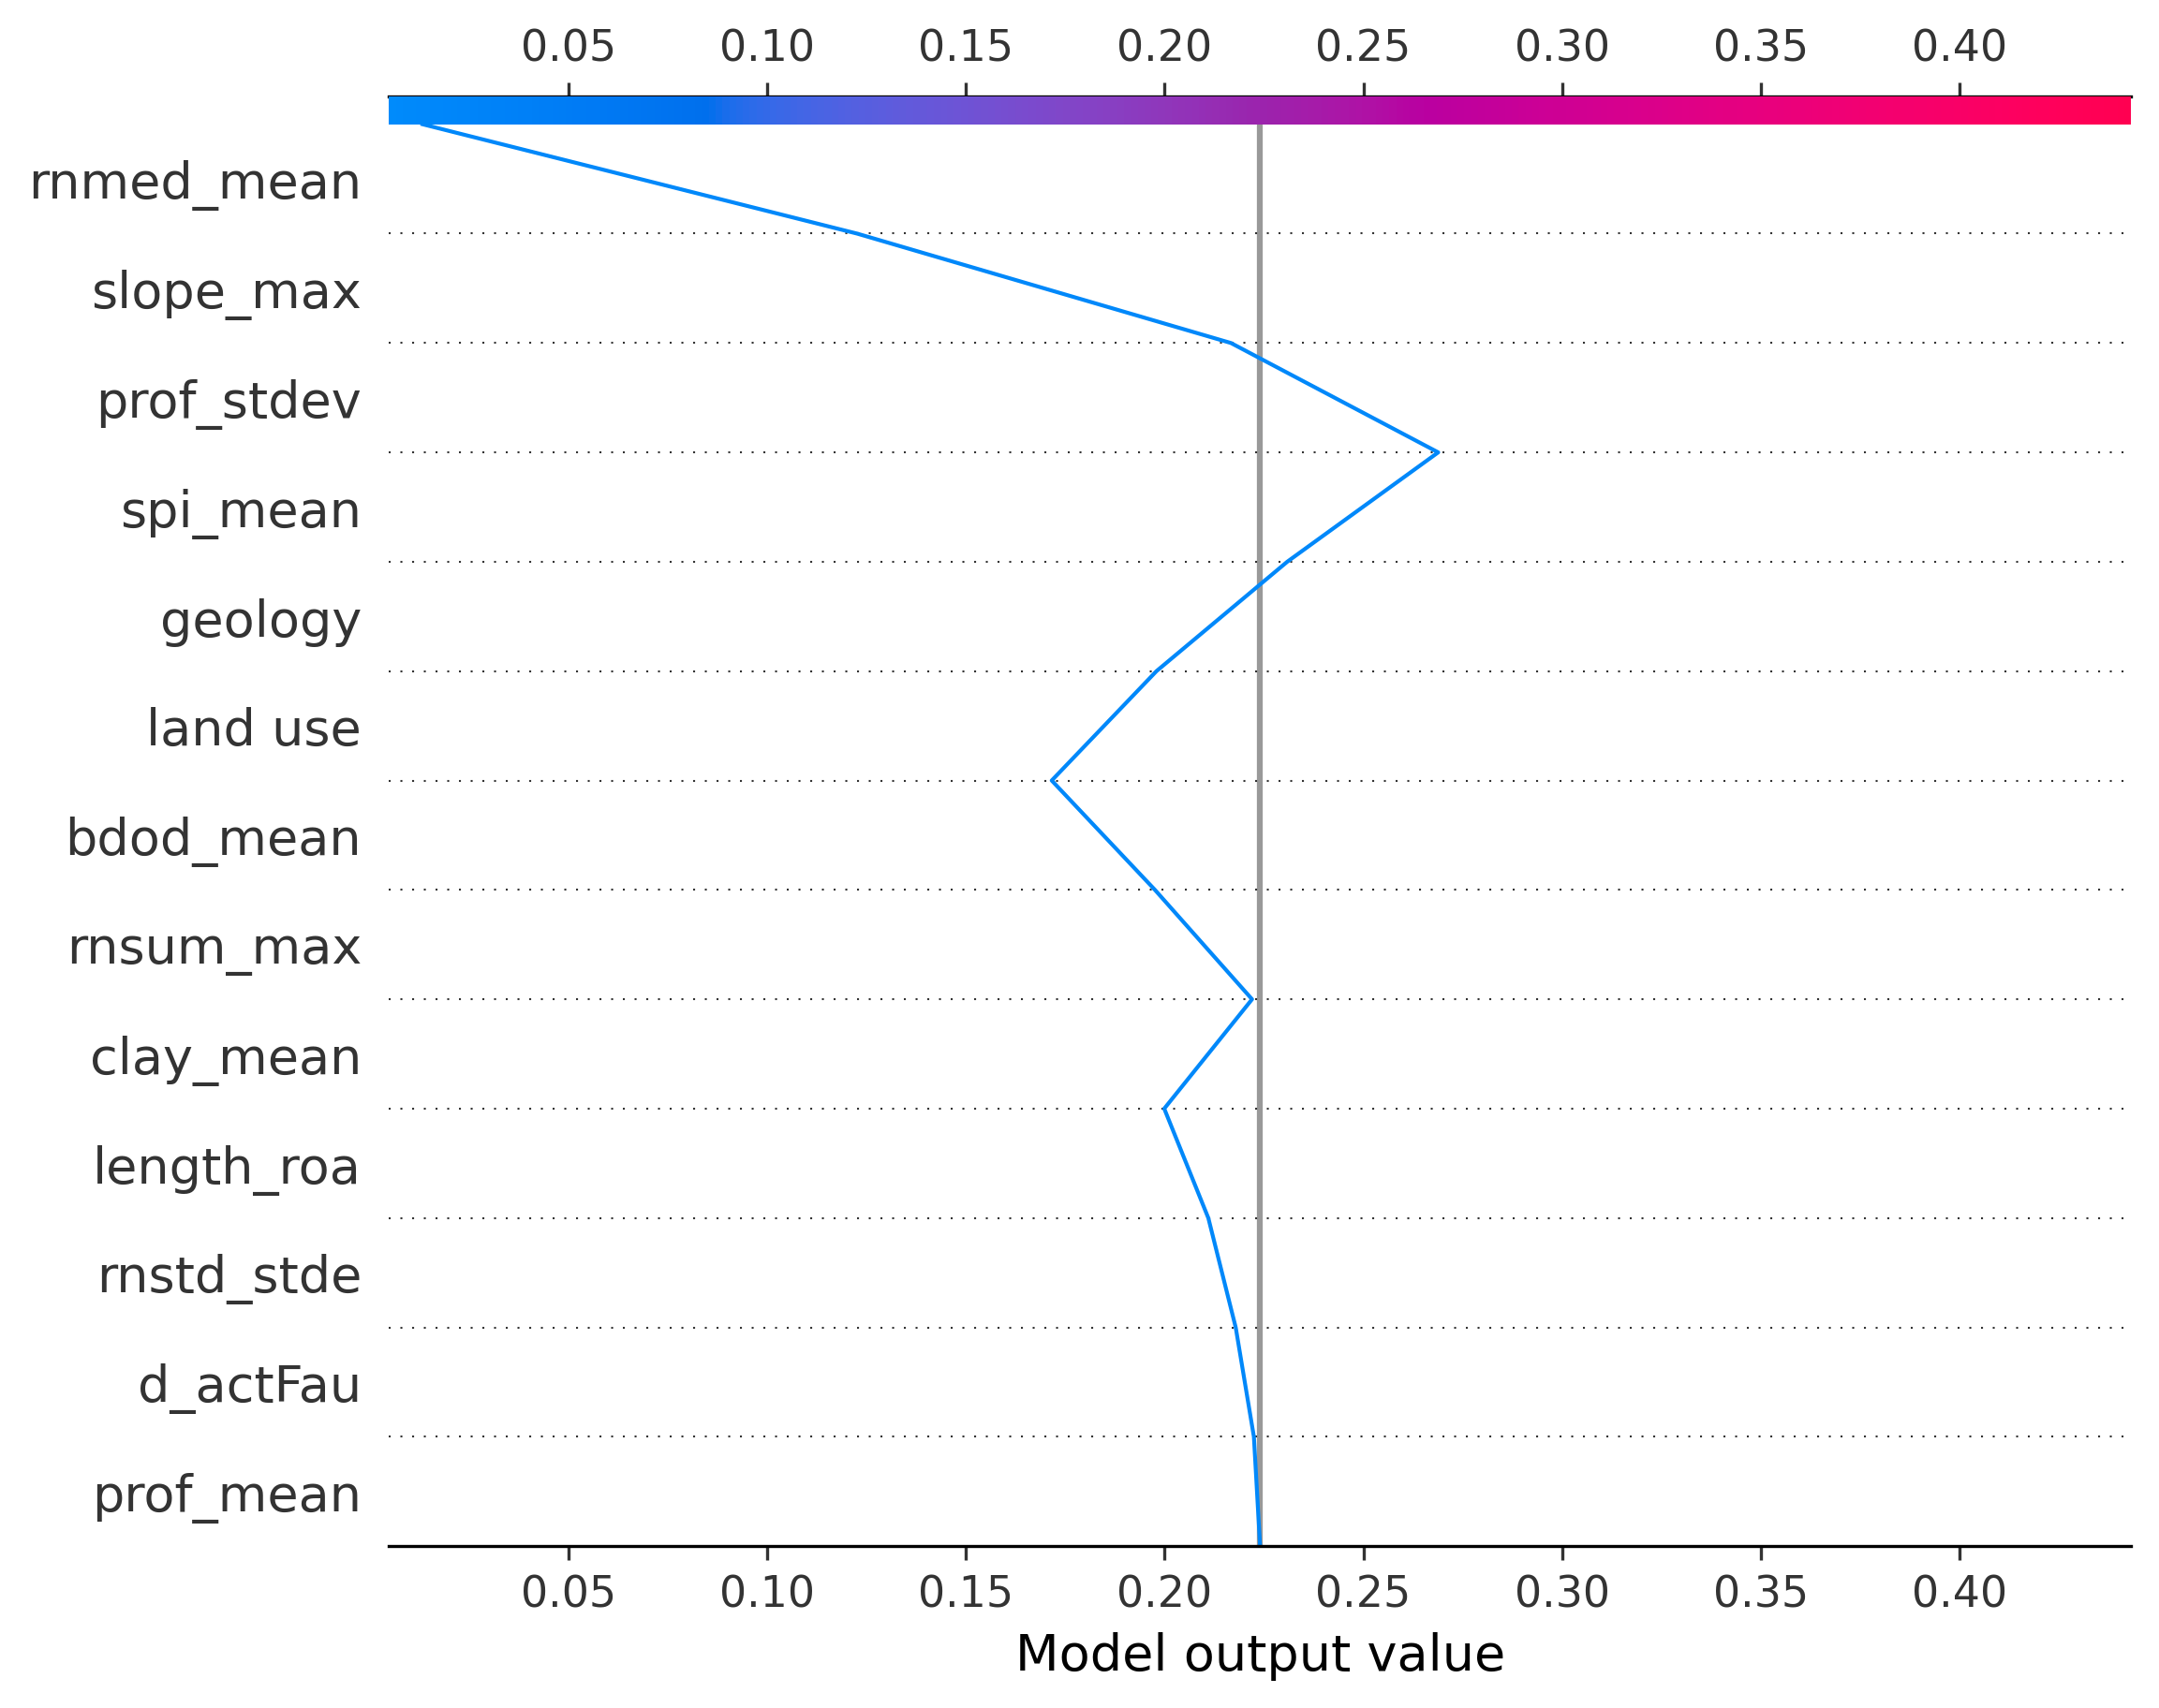 0.05 0.10 0.15 0.20 0.25 0.30 0.35 0.40
rnmed_mean
slope_max
prof_stdev
spi_mean
geology
land use
bdod_mean
rnsum_max
clay_mean
length_roa
rnstd_stde
d_actFau
prof_mean
0.05 0.10 0.15 0.20 0.25 0.30 0.35 0.40
Model output value